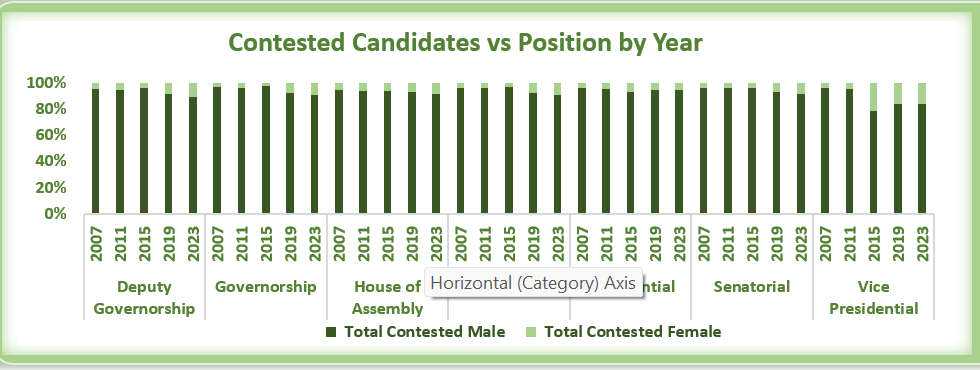 Contested Candidates vs Position by Year
100%
80%
60%
40%
20%
0%
2007 2011 2015 2019 2023 2007 2011 2015 2019 2023 2007 2011 2015 2019 2023 2007 2011 2015 2019 2023 2007 2011 2015 2019 2023 2007 2011 2015 2019 2023 2007 2011 2015 2019 2023
Deputy Governorship House of Horizontal (Category) Axis ntial Senatorial Vice
Governorship Assembly Presidential
Total Contested Male Total Contested Female